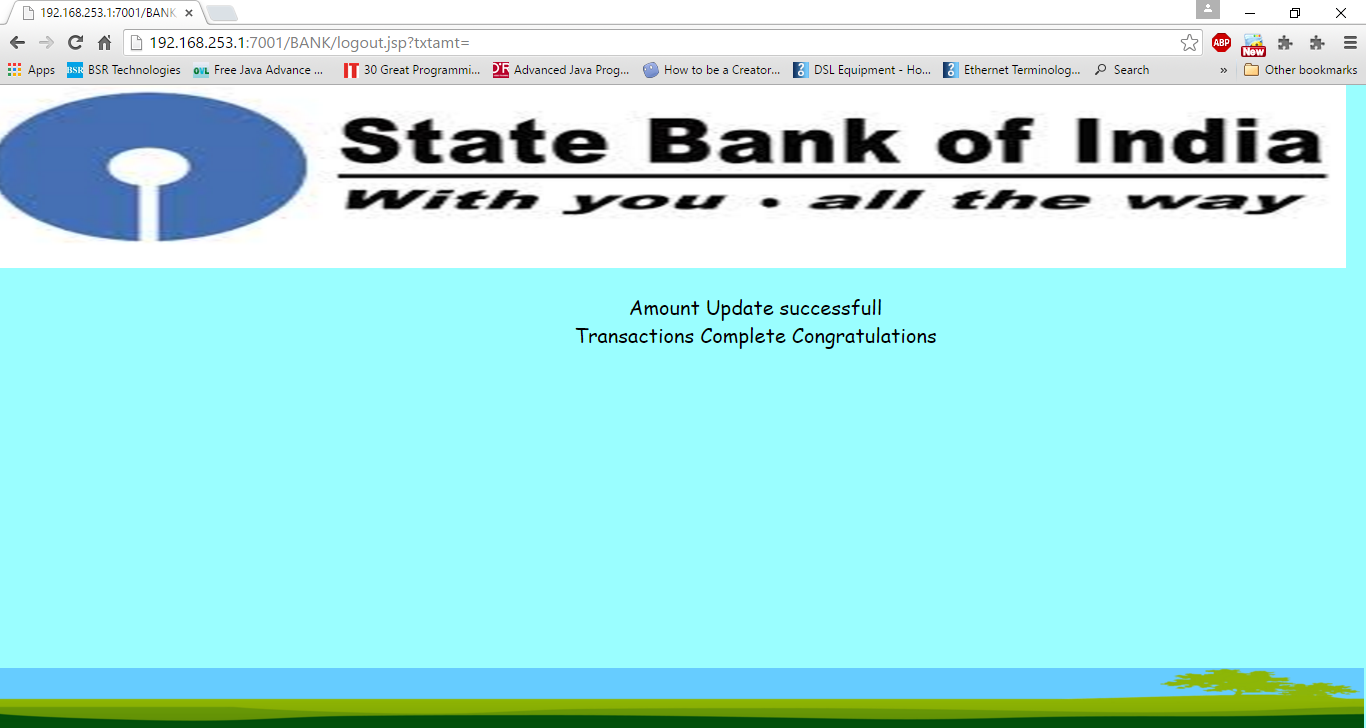 192.168.253.1:7001/BANK
192.168.253.1:7001/BANK/logout.jsp?txtamt=
ABP
New
Apps
BSR BSR Technologies
OVL Free Java Advance ...
IT 30 Great Programmi...
Advanced Java Prog...
How to be a Creator...
DSL Equipment - Ho...
Ethernet Terminolog...
Search
»
Other bookmarks
State Bank of India
With you • all the way
Amount Update successfull
Transactions Complete Congratulations